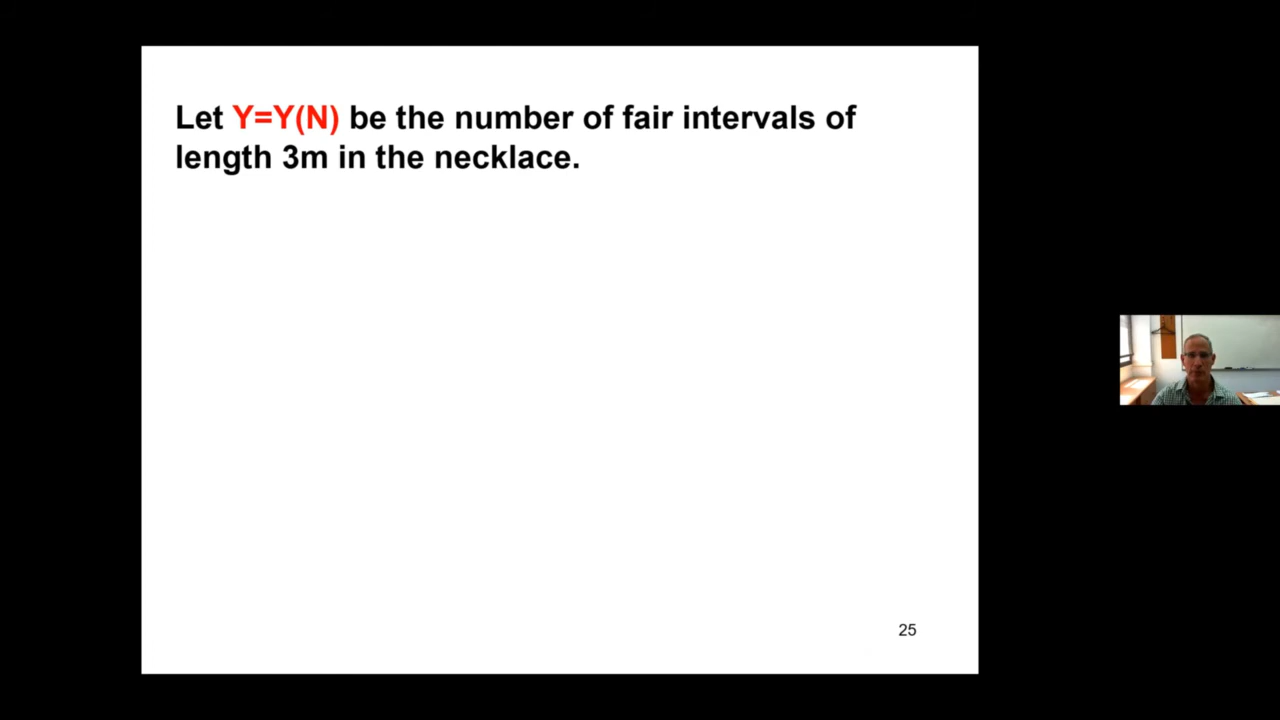 Let Y=Y(N) be the number of fair intervals of
length 3m in the necklace.
25